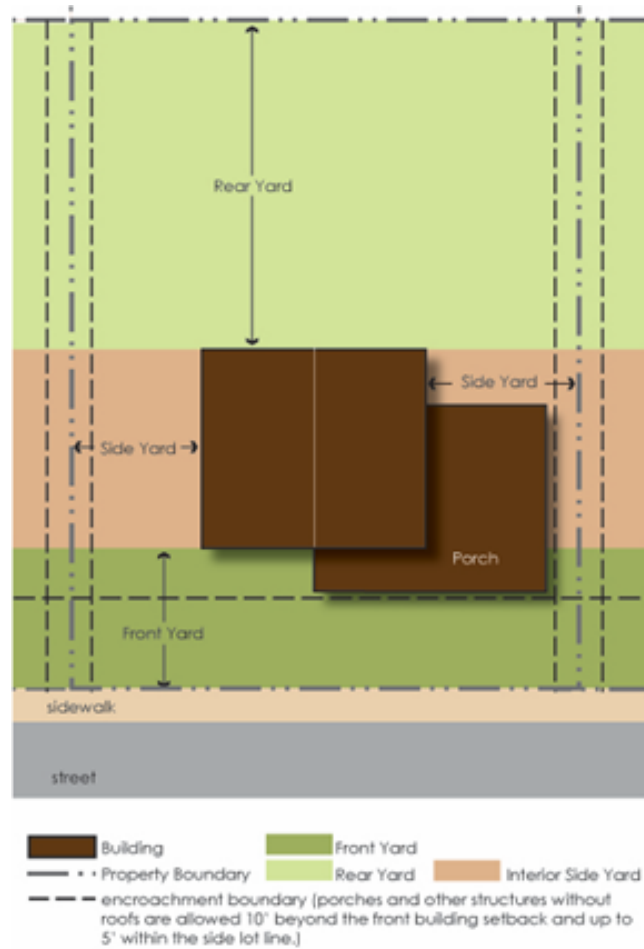 Rear Yard
Side Yard
Side Yard
Porch
Front Yard
sidewalk
street
Building
Front Yard
Property Boundary
Rear Yard
Interior Side Yard
encroachment boundary (porches and other structures without
roofs are allowed 10' beyond the front building setback and up to
5' within the side lot line.)